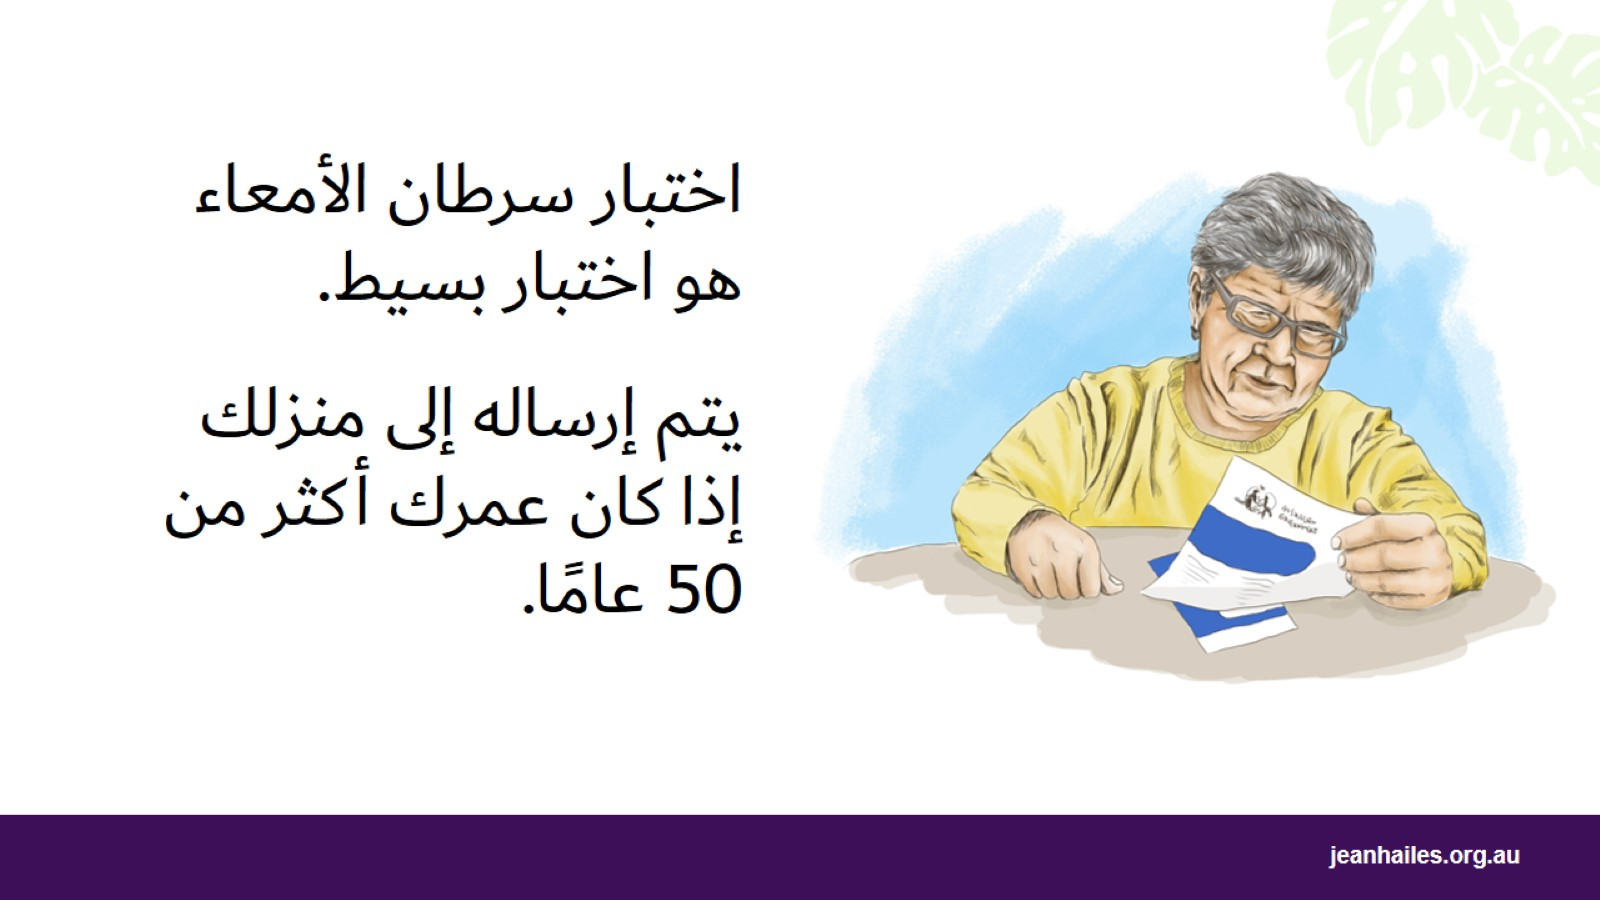 اختبار سرطان الأمعاء
هو اختبار بسيط.
يتم إرساله إلى منزلك
إذا كان عمرك أكثر من
50 عامًا.
jeanhailes.org.au